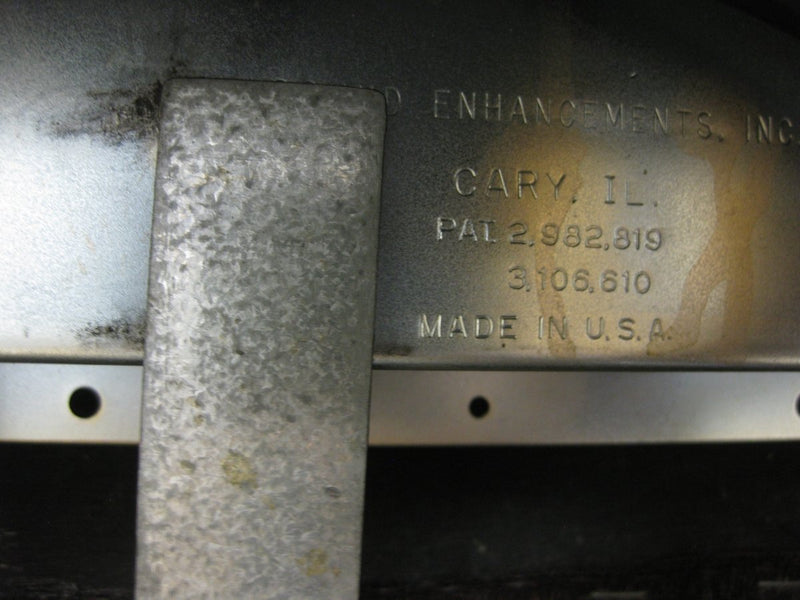 ENHANCEMENTS, INC.
CARY, IL.
PAT. 2,982,819
3,106,610
MADE IN U.S.A.